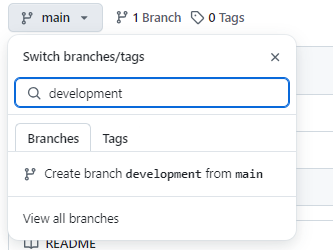 main 1 Branch 0 Tags
Switch branches/tags
development
Branches Tags
Create branch development from main
View all branches
README